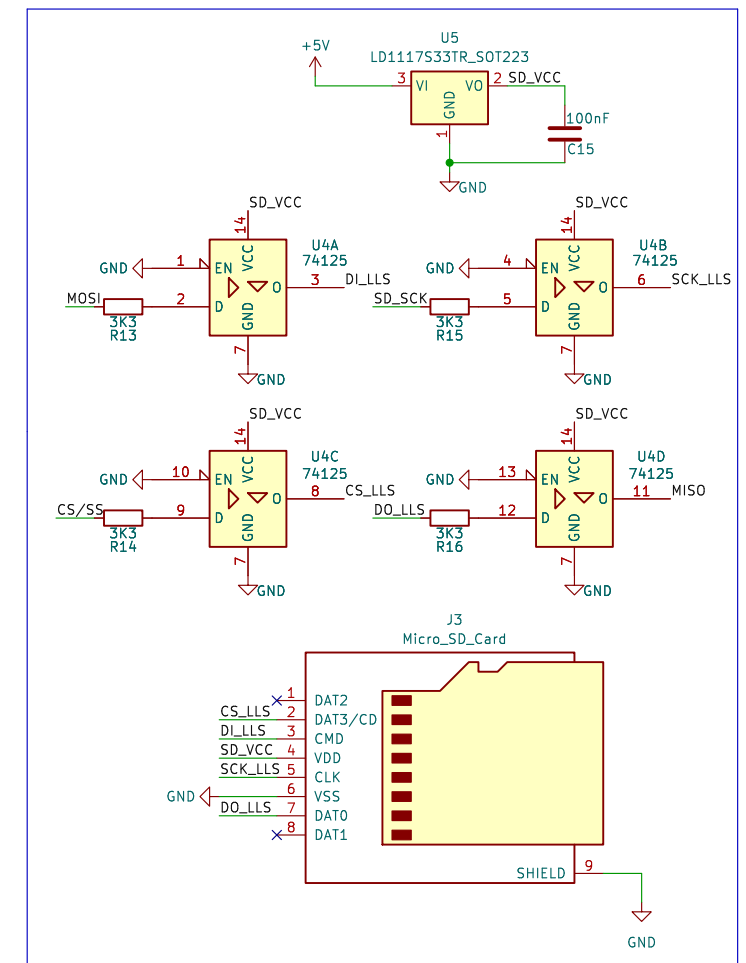 U5
LD1117S33TR_SOT223
+5V
3 VI VO 2 SD_VCC
GND
1
100nF
C15
GND
SD_VCC
14
U4A
74125
VCC
GND 1 EN
3 DI_LLS
O
MOSI 2 D
3K3
R13
GND
7
GND
SD_VCC
14
U4B
74125
VCC
GND 4 EN
6 SCK_LLS
O
SD_SCK 5 D
3K3
R15
GND
7
GND
SD_VCC
14
U4C
74125
VCC
GND 10 EN
8 CS_LLS
O
CS/SS 9 D
3K3
R14
GND
7
GND
SD_VCC
14
U4D
74125
VCC
GND 13 EN
11 MISO
O
DO_LLS 12 D
3K3
R16
GND
7
GND
J3
Micro_SD_Card
1 DAT2
CS_LLS 2 DAT3/CD
DI_LLS 3 CMD
SD_VCC 4 VDD
SCK_LLS 5 CLK
GND 6 VSS
DO_LLS 7 DAT0
8 DAT1
SHIELD 9
GND